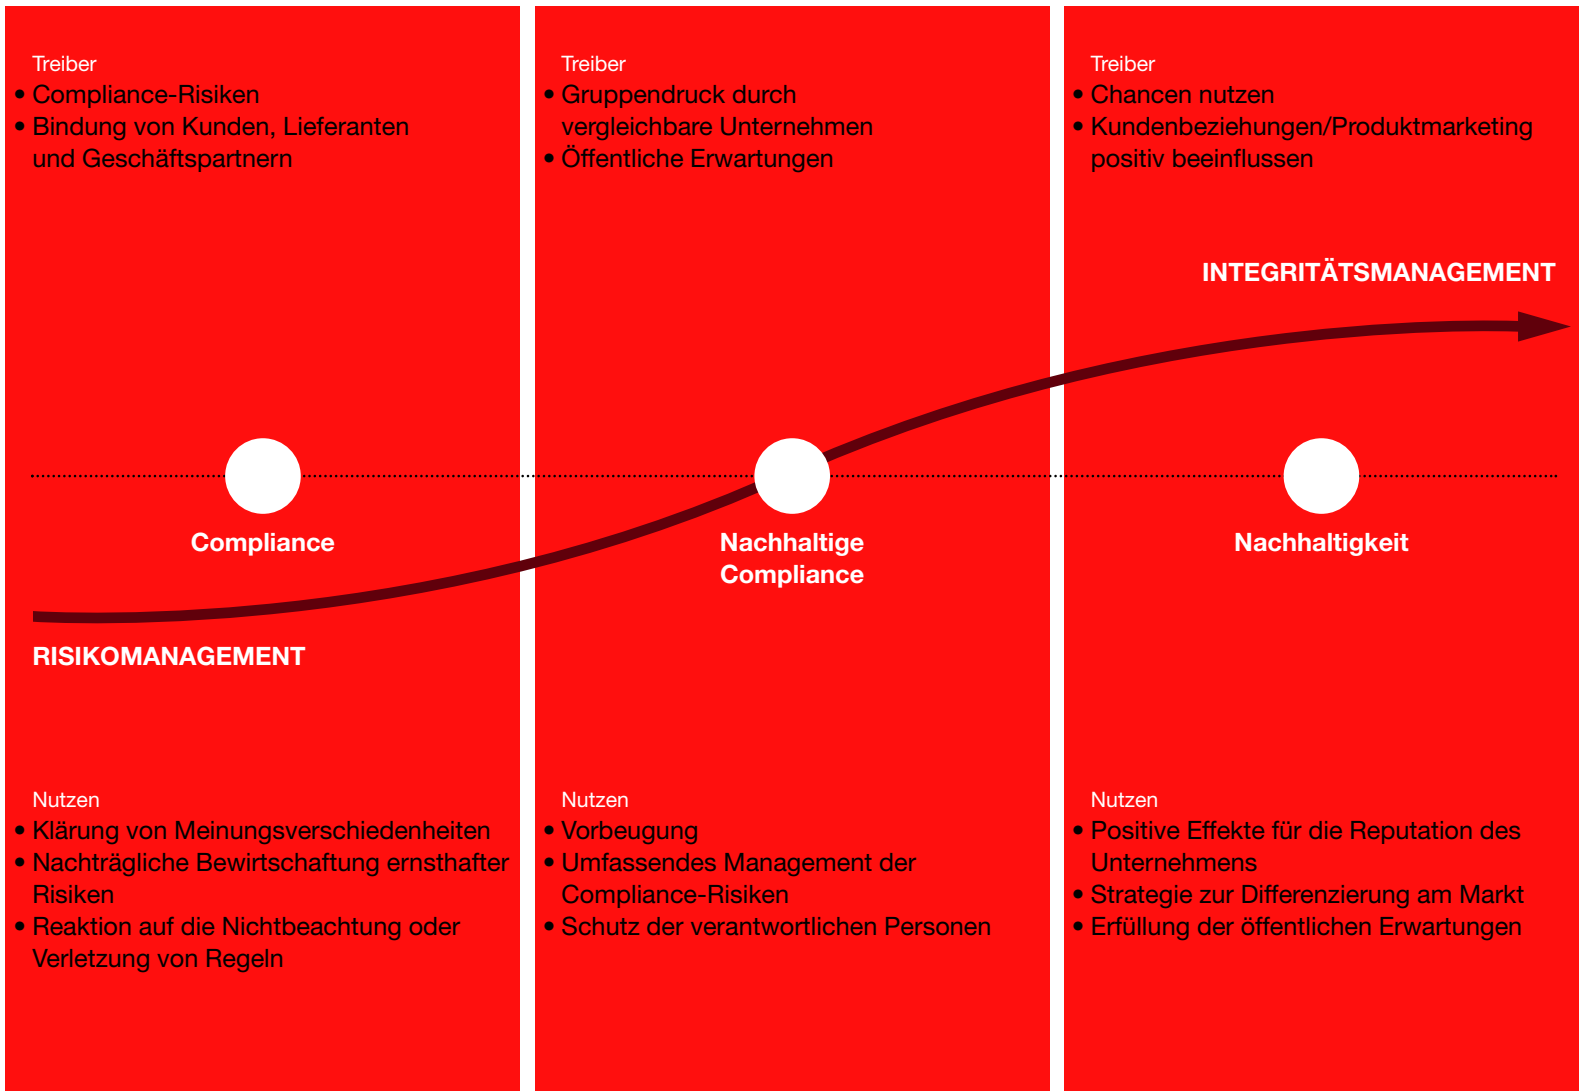 Treiber
• Compliance-Risiken
• Bindung von Kunden, Lieferanten
und Geschäftspartnern
Treiber
• Gruppendruck durch
vergleichbare Unternehmen
• Öffentliche Erwartungen
Treiber
• Chancen nutzen
• Kundenbeziehungen/Produktmarketing
positiv beeinflussen
INTEGRITÄTSMANAGEMENT
Compliance
Nachhaltige
Compliance
Nachhaltigkeit
RISIKOMANAGEMENT
Nutzen
• Klärung von Meinungsverschiedenheiten
• Nachträgliche Bewirtschaftung ernsthafter
Risiken
• Reaktion auf die Nichtbeachtung oder
Verletzung von Regeln
Nutzen
• Vorbeugung
• Umfassendes Management der
Compliance-Risiken
• Schutz der verantwortlichen Personen
Nutzen
• Positive Effekte für die Reputation des
Unternehmens
• Strategie zur Differenzierung am Markt
• Erfüllung der öffentlichen Erwartungen